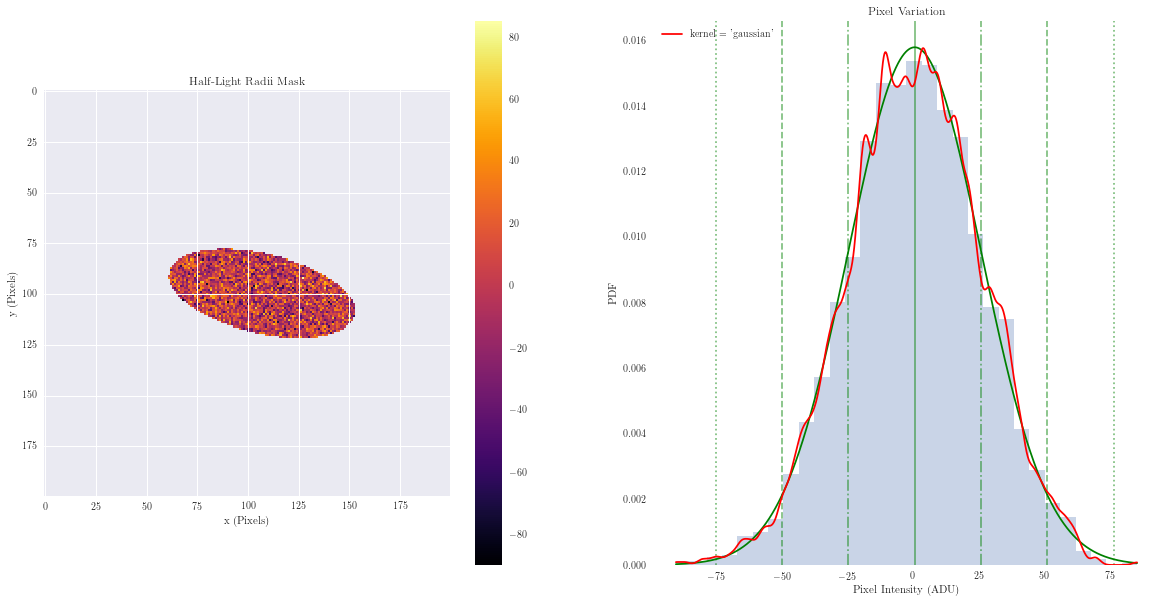 Half-Light Radii Mask
0
25
50
75
100
125
150
175
y (Pixels)
0 25 50 75 100 125 150 175
x (Pixels)
80
60
40
20
0
−20
−40
−60
−80
Pixel Variation
kernel = 'gaussian'
0.016
0.014
0.012
0.010
0.008
0.006
0.004
0.002
0.000
PDF
−75 −50 −25 0 25 50 75
Pixel Intensity (ADU)